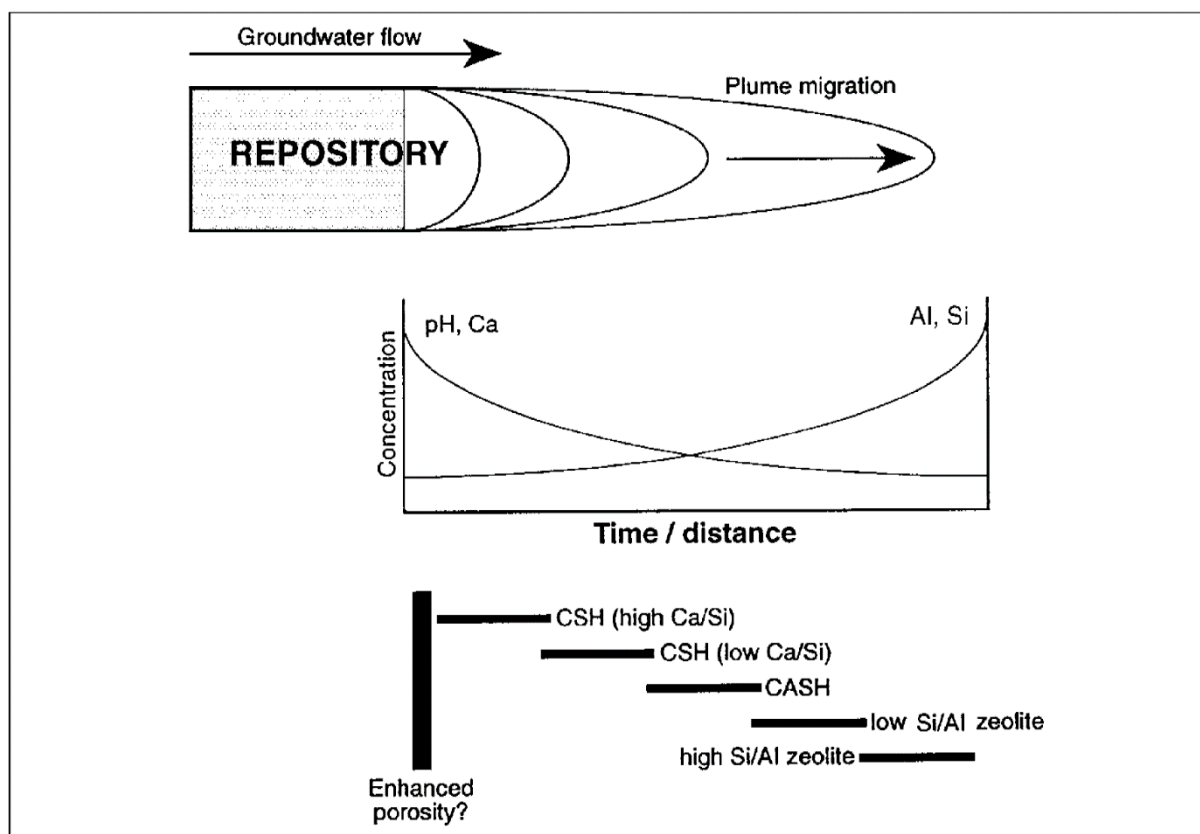 Groundwater flow
Plume migration
REPOSITORY
pH, Ca
Al, Si
Concentration
Time / distance
CSH (high Ca/Si)
CSH (low Ca/Si)
CASH
low Si/Al zeolite
high Si/Al zeolite
Enhanced
porosity?